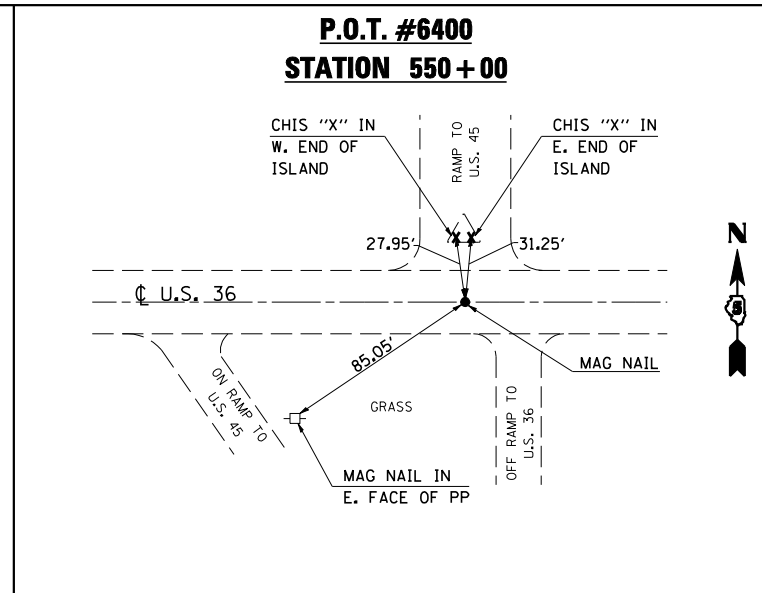 P.O.T. #6400
STATION 550+00
CHIS "X" IN
W. END OF
ISLAND
RAMP TO
U.S. 45
CHIS "X" IN
E. END OF
ISLAND
27.95'
31.25'
N
5
℄ U.S. 36
85.05'
MAG NAIL
ON RAMP TO
U.S. 45
GRASS
OFF RAMP TO
U.S. 36
MAG NAIL IN
E. FACE OF PP